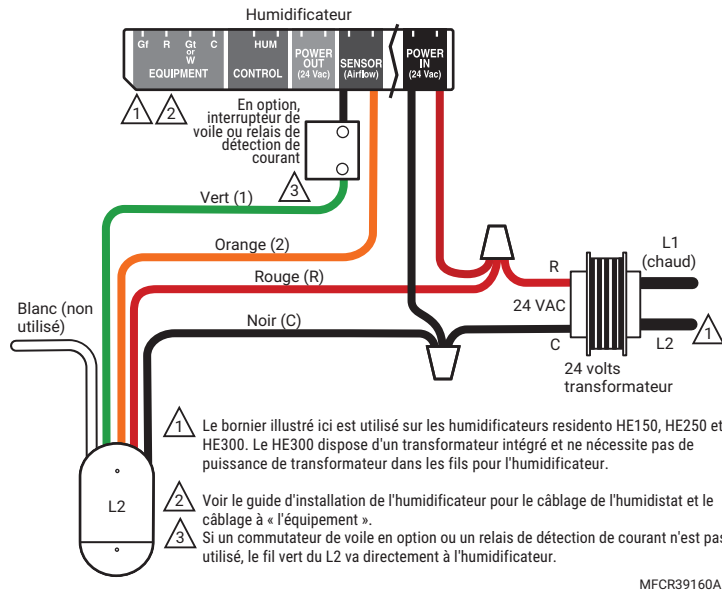 Humidificateur
Gf R Gt or W C
HUM
EQUIPMENT
CONTROL
POWER OUT (24 Vac)
SENSOR (Airflow)
POWER IN (24 Vac)
1
2
En option,
interrupteur de
voile ou relais de
détection de
courant
3
Vert (1)
Orange (2)
Rouge (R)
Noir (C)
Blanc (non
utilisé)
R
24 VAC
C
L1
(chaud)
L2
1
24 volts
transformateur
L2
1 Le bornier illustré ici est utilisé sur les humidificateurs residento HE150, HE250 et
HE300. Le HE300 dispose d'un transformateur intégré et ne nécessite pas de
puissance de transformateur dans les fils pour l'humidificateur.
2 Voir le guide d'installation de l'humidificateur pour le câblage de l'humidistat et le
câblage à « l'équipement ».
3 Si un commutateur de voile en option ou un relais de détection de courant n'est pas
utilisé, le fil vert du L2 va directement à l'humidificateur.
MFCR39160A